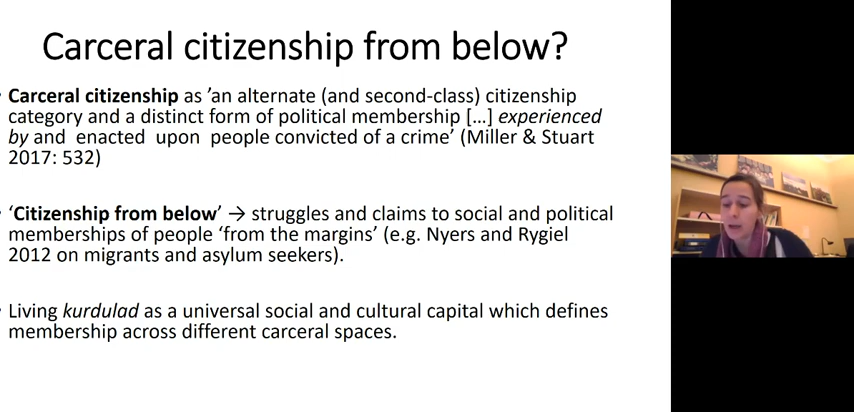 Carceral citizenship from below?
Carceral citizenship as 'an alternate (and second-class) citizenship
category and a distinct form of political membership [...] experienced
by and enacted upon people convicted of a crime' (Miller & Stuart
2017: 532)
'Citizenship from below' → struggles and claims to social and political
memberships of people 'from the margins' (e.g. Nyers and Rygiel
2012 on migrants and asylum seekers).
Living kurdulad as a universal social and cultural capital which defines
membership across different carceral spaces.